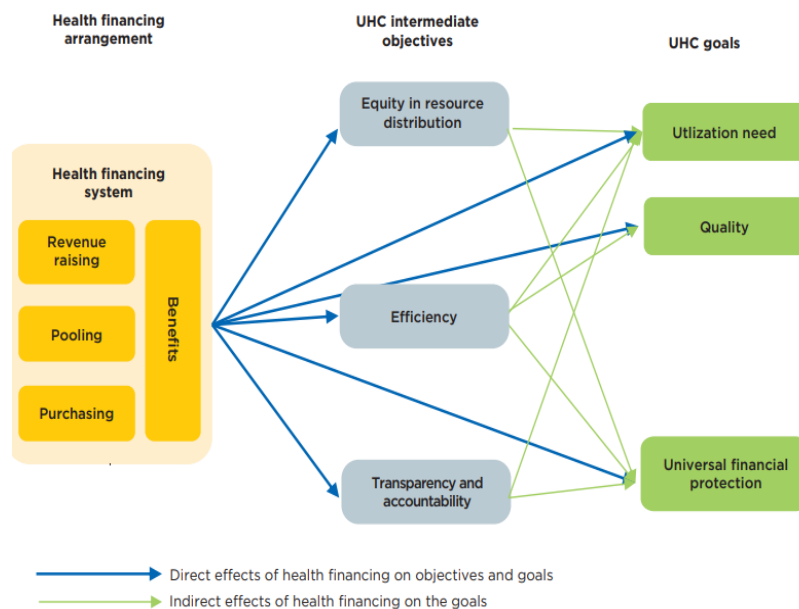 Health financing
arrangement
UHC intermediate
objectives
UHC goals
Health financing
system
Revenue
raising
Pooling
Purchasing
Benefits
Equity in resource
distribution
Efficiency
Transparency and
accountability
Utlization need
Quality
Universal financial
protection
Direct effects of health financing on objectives and goals
Indirect effects of health financing on the goals